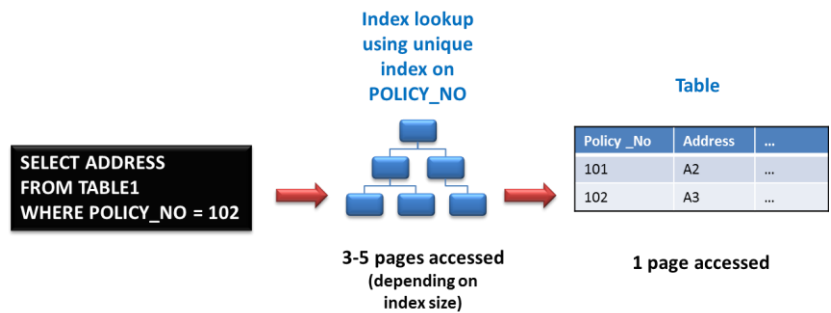 SELECT ADDRESS
FROM TABLE1
WHERE POLICY_NO = 102
Index lookup
using unique
index on
POLICY_NO
3-5 pages accessed
(depending on
index size)
Table
Policy _No Address ...
101 A2 ...
102 A3 ...
1 page accessed